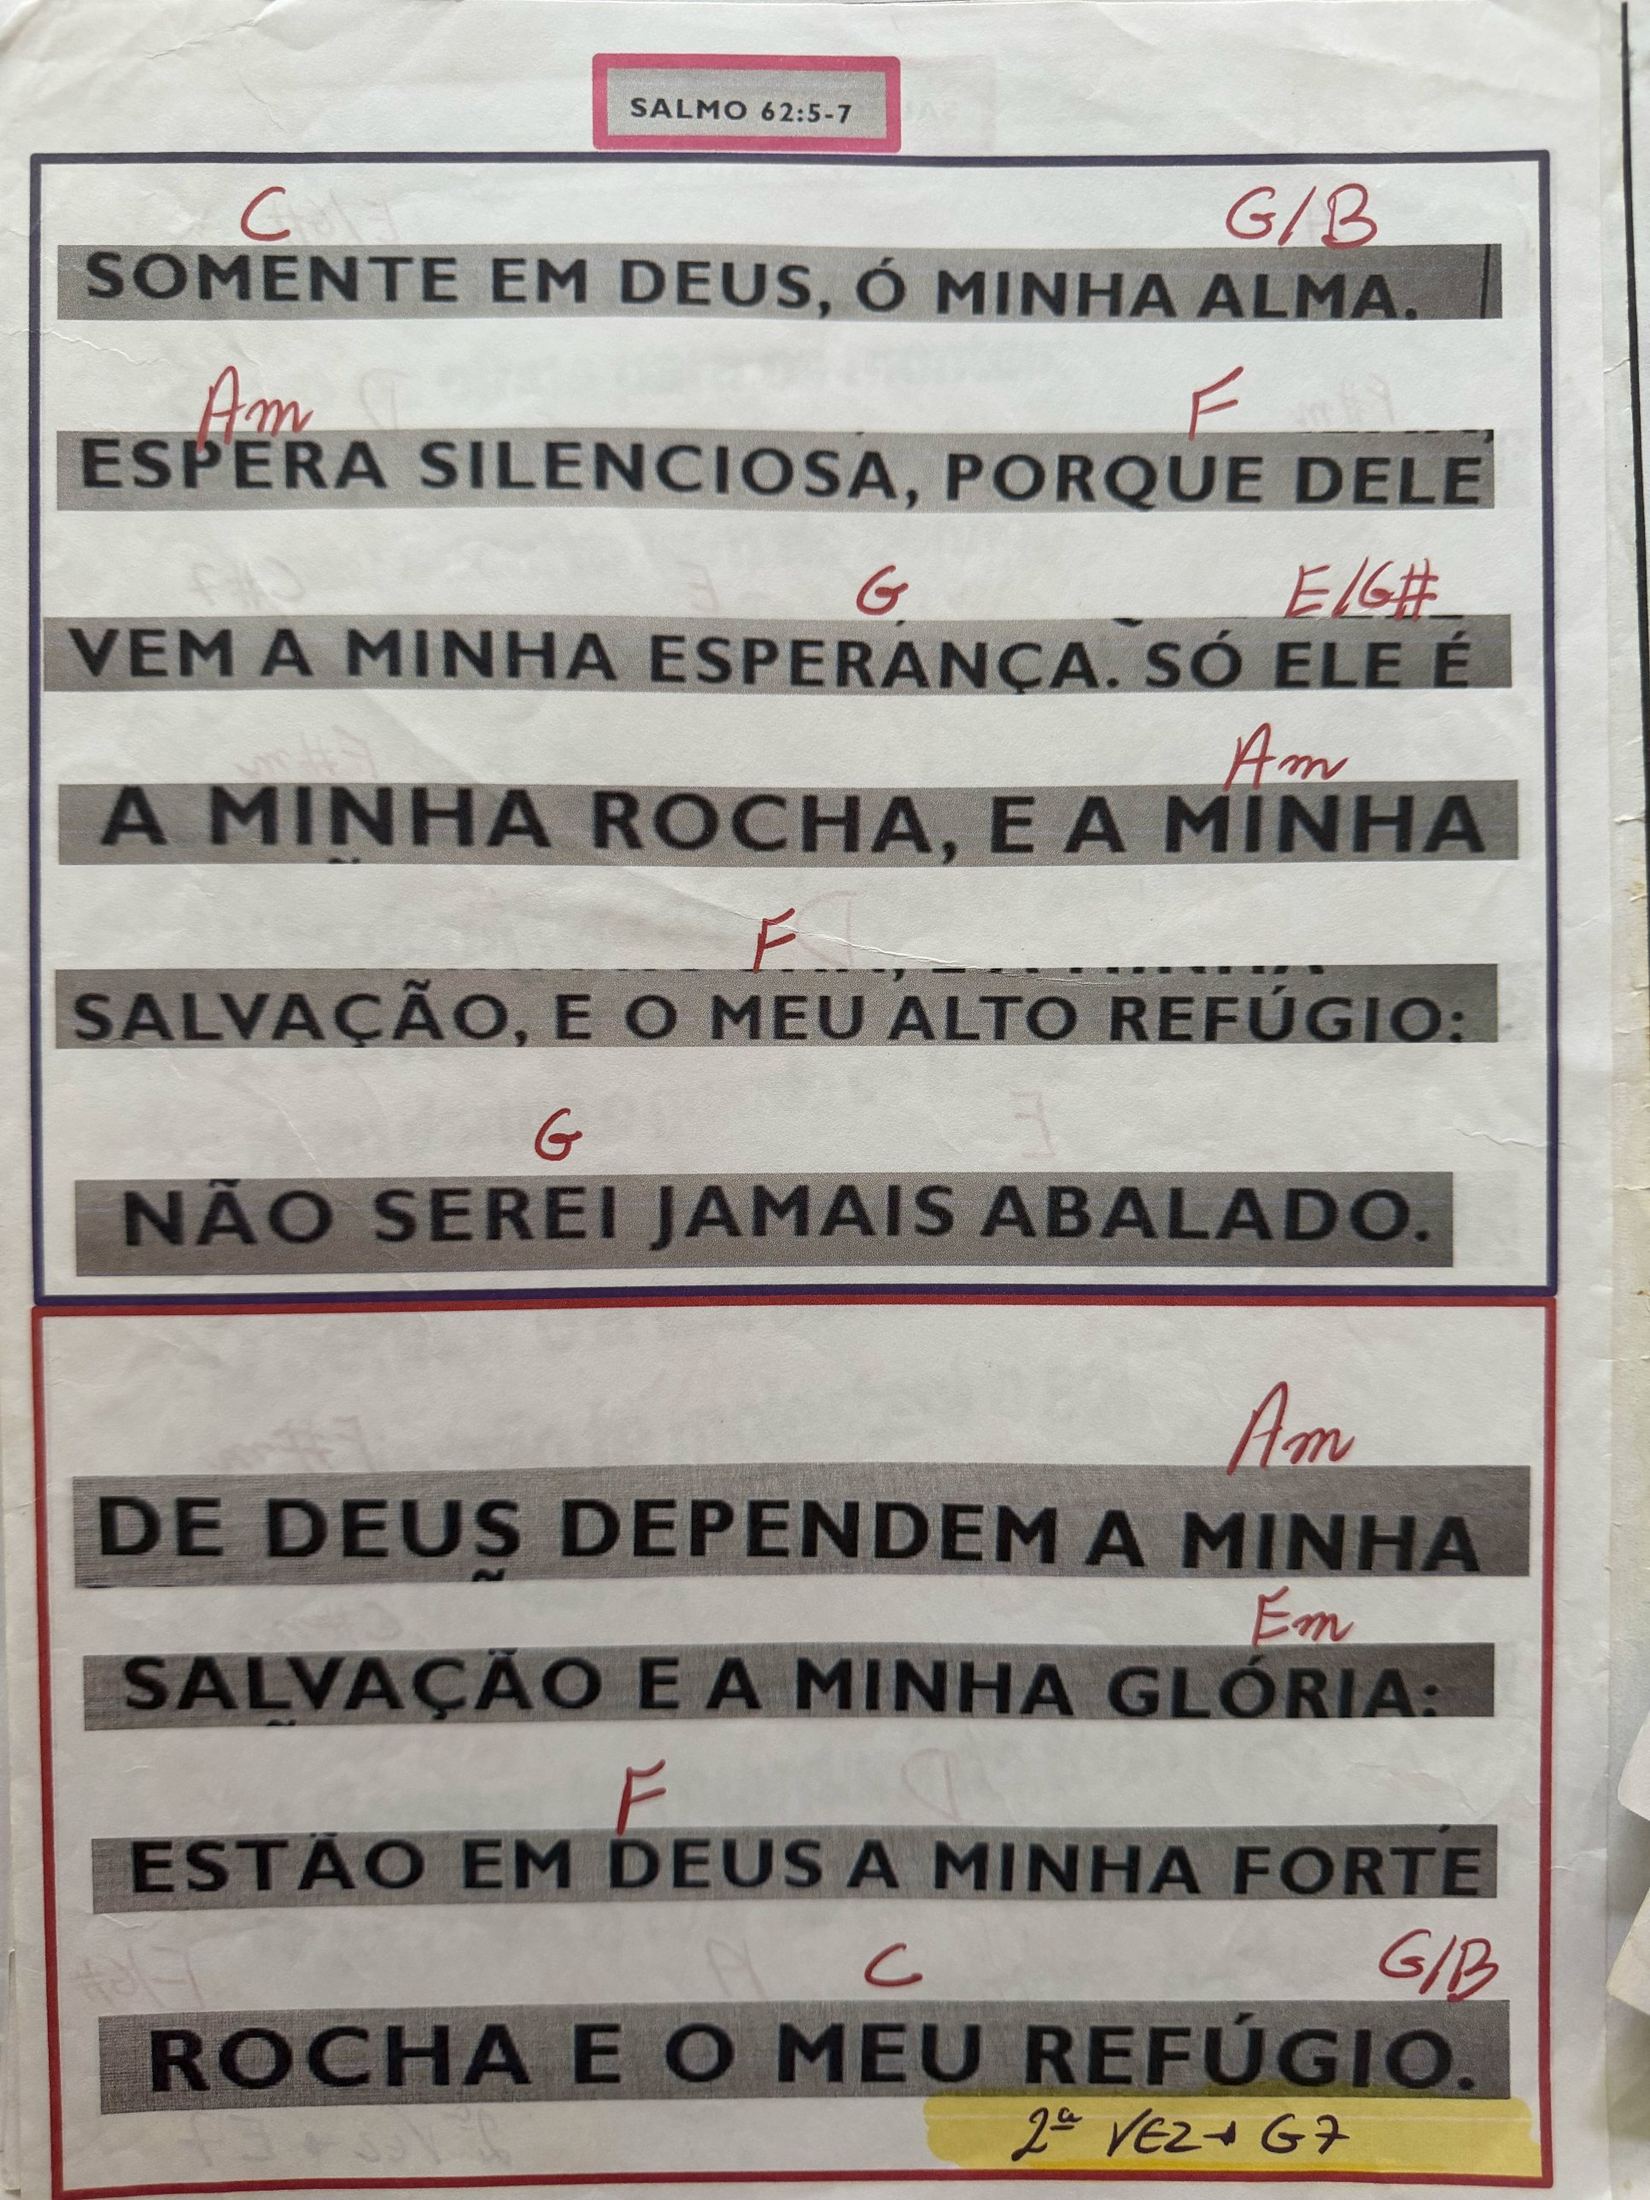 SALMO 62:5-7
C G/B
SOMENTE EM DEUS, Ó MINHA ALMA.
Am F
ESPERA SILENCIOSA, PORQUE DELE
G E/G#
VEM A MINHA ESPERANÇA. SÓ ELE É
Am
A MINHA ROCHA, E A MINHA
F
SALVAÇÃO, E O MEU ALTO REFÚGIO:
G
NÃO SEREI JAMAIS ABALADO.
Am
DE DEUS DEPENDEM A MINHA
Em
SALVAÇÃO E A MINHA GLÓRIA:
F
ESTÃO EM DEUS A MINHA FORTE
C G/B
ROCHA E O MEU REFÚGIO.
2ª VEZ → G7